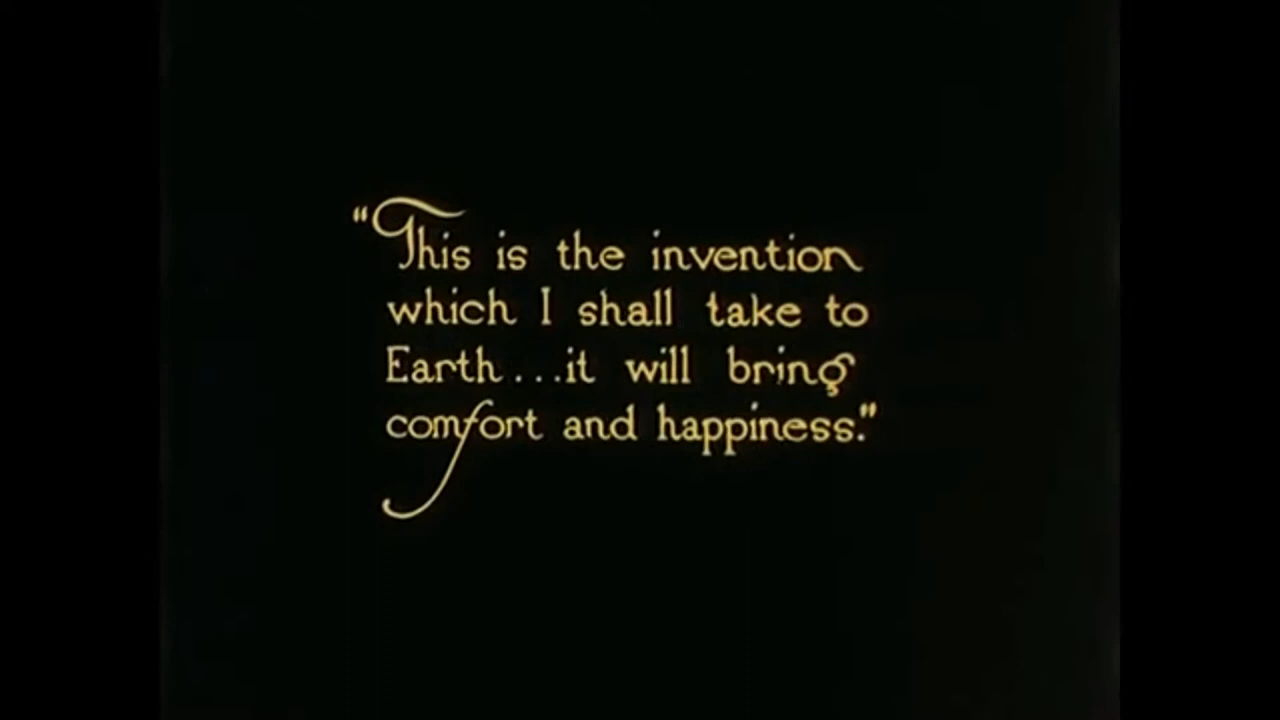 "This is the invention
which I shall take to
Earth...it will bring
comfort and happiness."